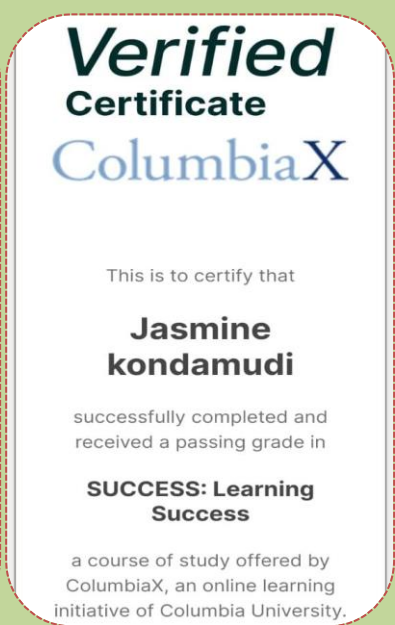 Verified
Certificate
ColumbiaX
This is to certify that
Jasmine
kondamudi
successfully completed and
received a passing grade in
SUCCESS: Learning
Success
a course of study offered by
ColumbiaX, an online learning
initiative of Columbia University.